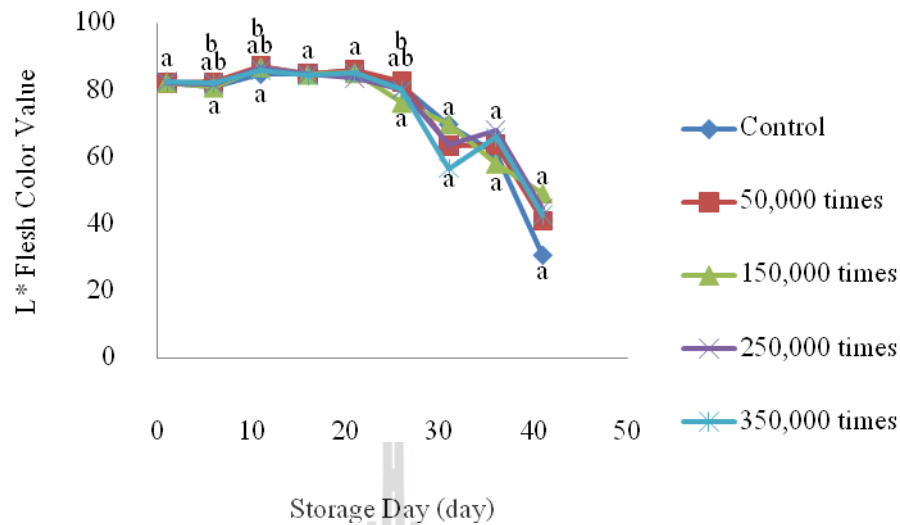 100
80
60
40
20
0
L* Flesh Color Value
a b b a a b
ab ab ab
a a a a a
a a a
a
0 10 20 30 40 50
Storage Day (day)
Control
50,000 times
150,000 times
250,000 times
350,000 times